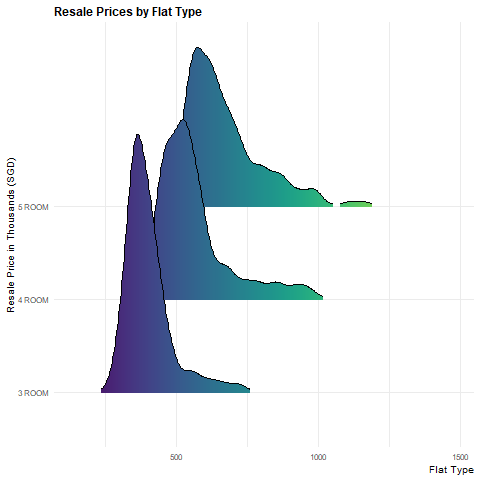 Resale Prices by Flat Type
Resale Price in Thousands (SGD)
5 ROOM
4 ROOM
3 ROOM
500
1000
1500
Flat Type